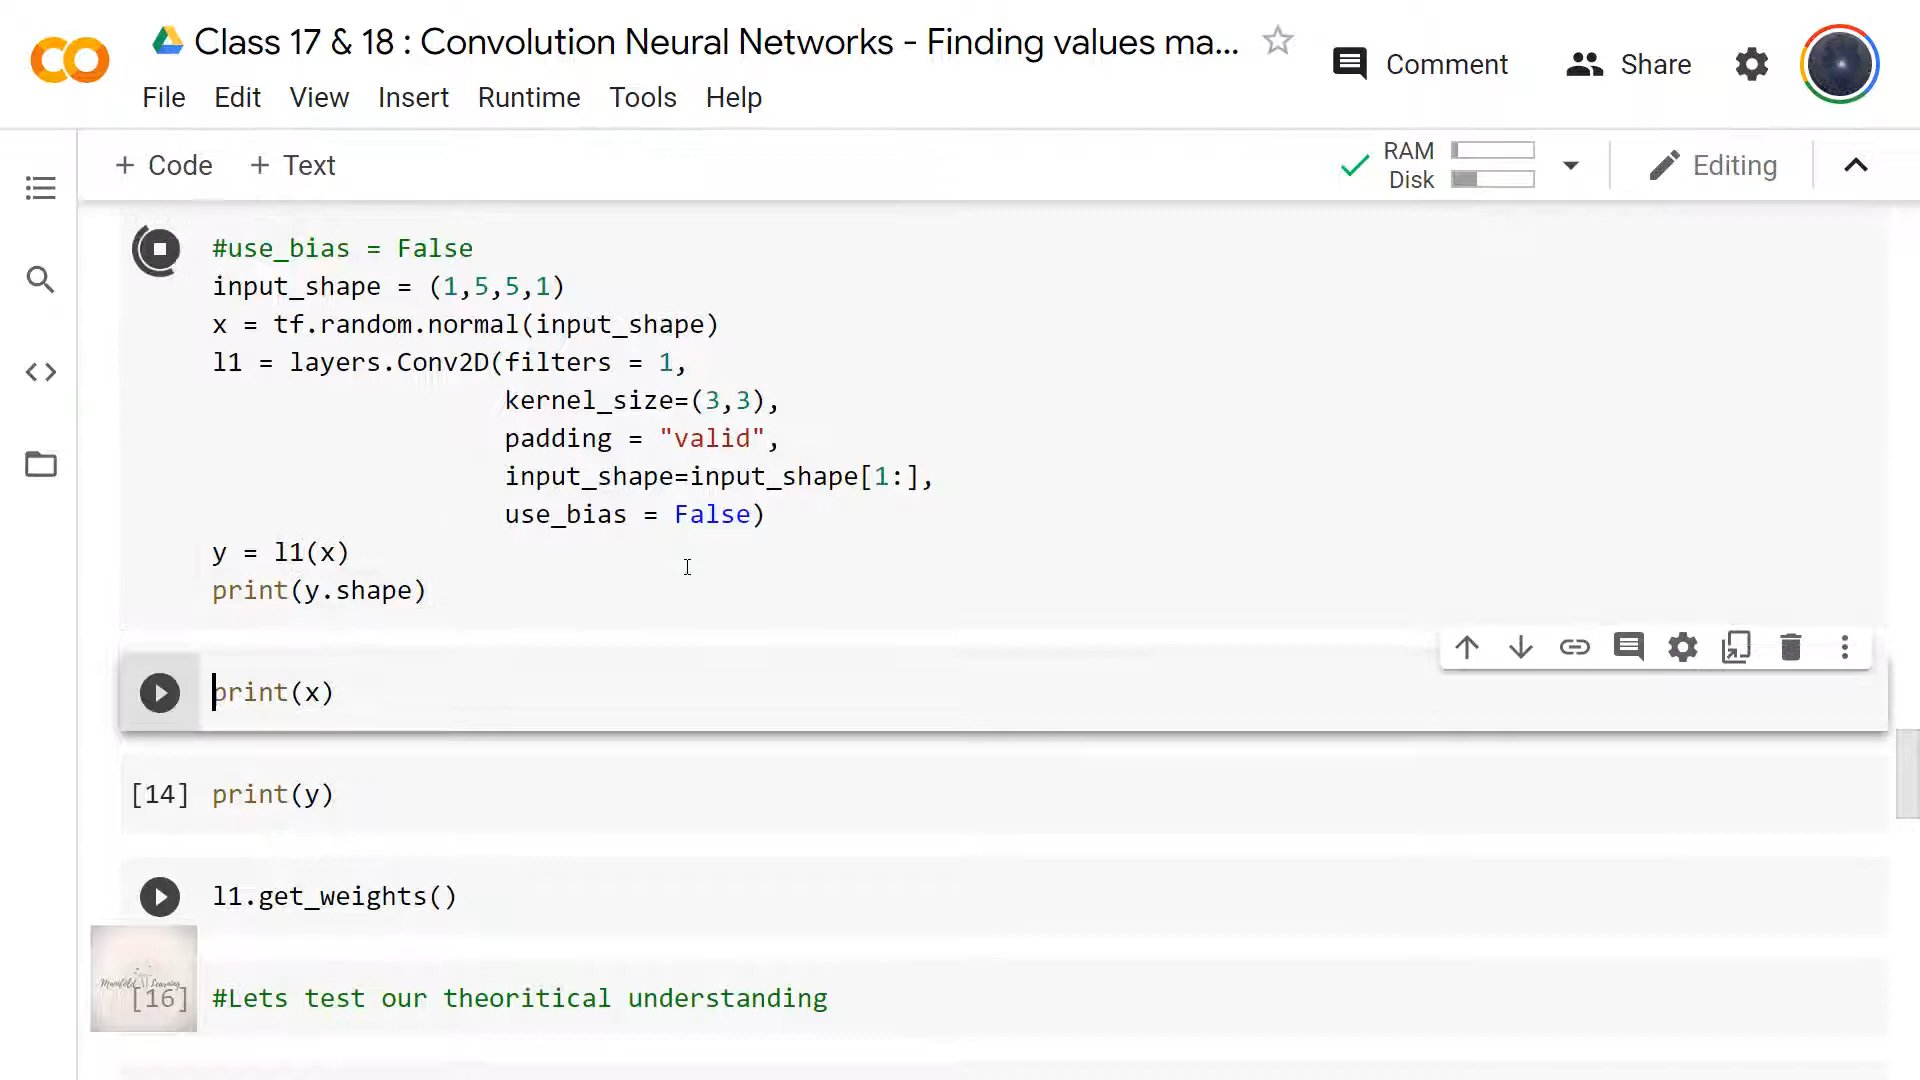 Class 17 & 18 : Convolution Neural Networks - Finding values ma...
Comment
Share
File Edit View Insert Runtime Tools Help
+ Code + Text
RAM
Disk
Editing
#use_bias = False
input_shape = (1,5,5,1)
x = tf.random.normal(input_shape)
l1 = layers.Conv2D(filters = 1,
kernel_size=(3,3),
padding = "valid",
input_shape=input_shape[1:],
use_bias = False)
y = l1(x)
print(y.shape)
print(x)
[14] print(y)
l1.get_weights()
Manifold Learning
[16] #Lets test our theoritical understanding